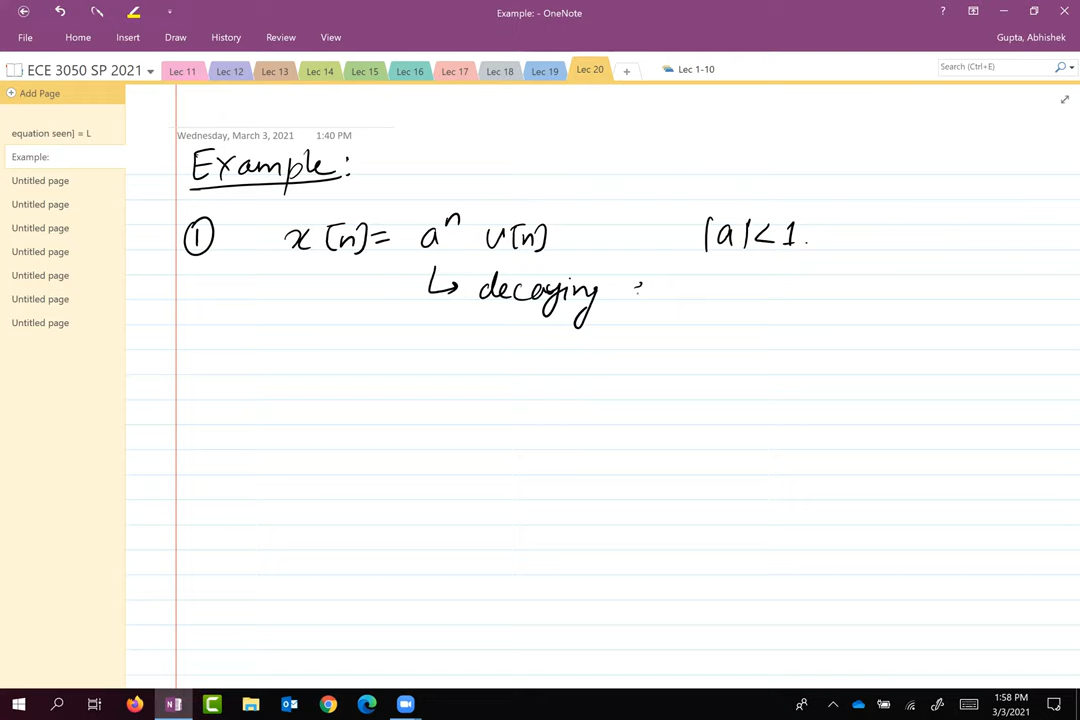 Example: - OneNote
File Home Insert Draw History Review View
Gupta, Abhishek
ECE 3050 SP 2021
Lec 11 Lec 12 Lec 13 Lec 14 Lec 15 Lec 16 Lec 17 Lec 18 Lec 19 Lec 20 + Lec 1-10
Search (Ctrl+E)
Add Page
equation seen] = L
Example:
Untitled page
Untitled page
Untitled page
Untitled page
Untitled page
Untitled page
Untitled page
Wednesday, March 3, 2021 1:40 PM
Example:
① x[n]= aⁿ u[n] |a|<1.
↳ decaying
1:58 PM
3/3/2021